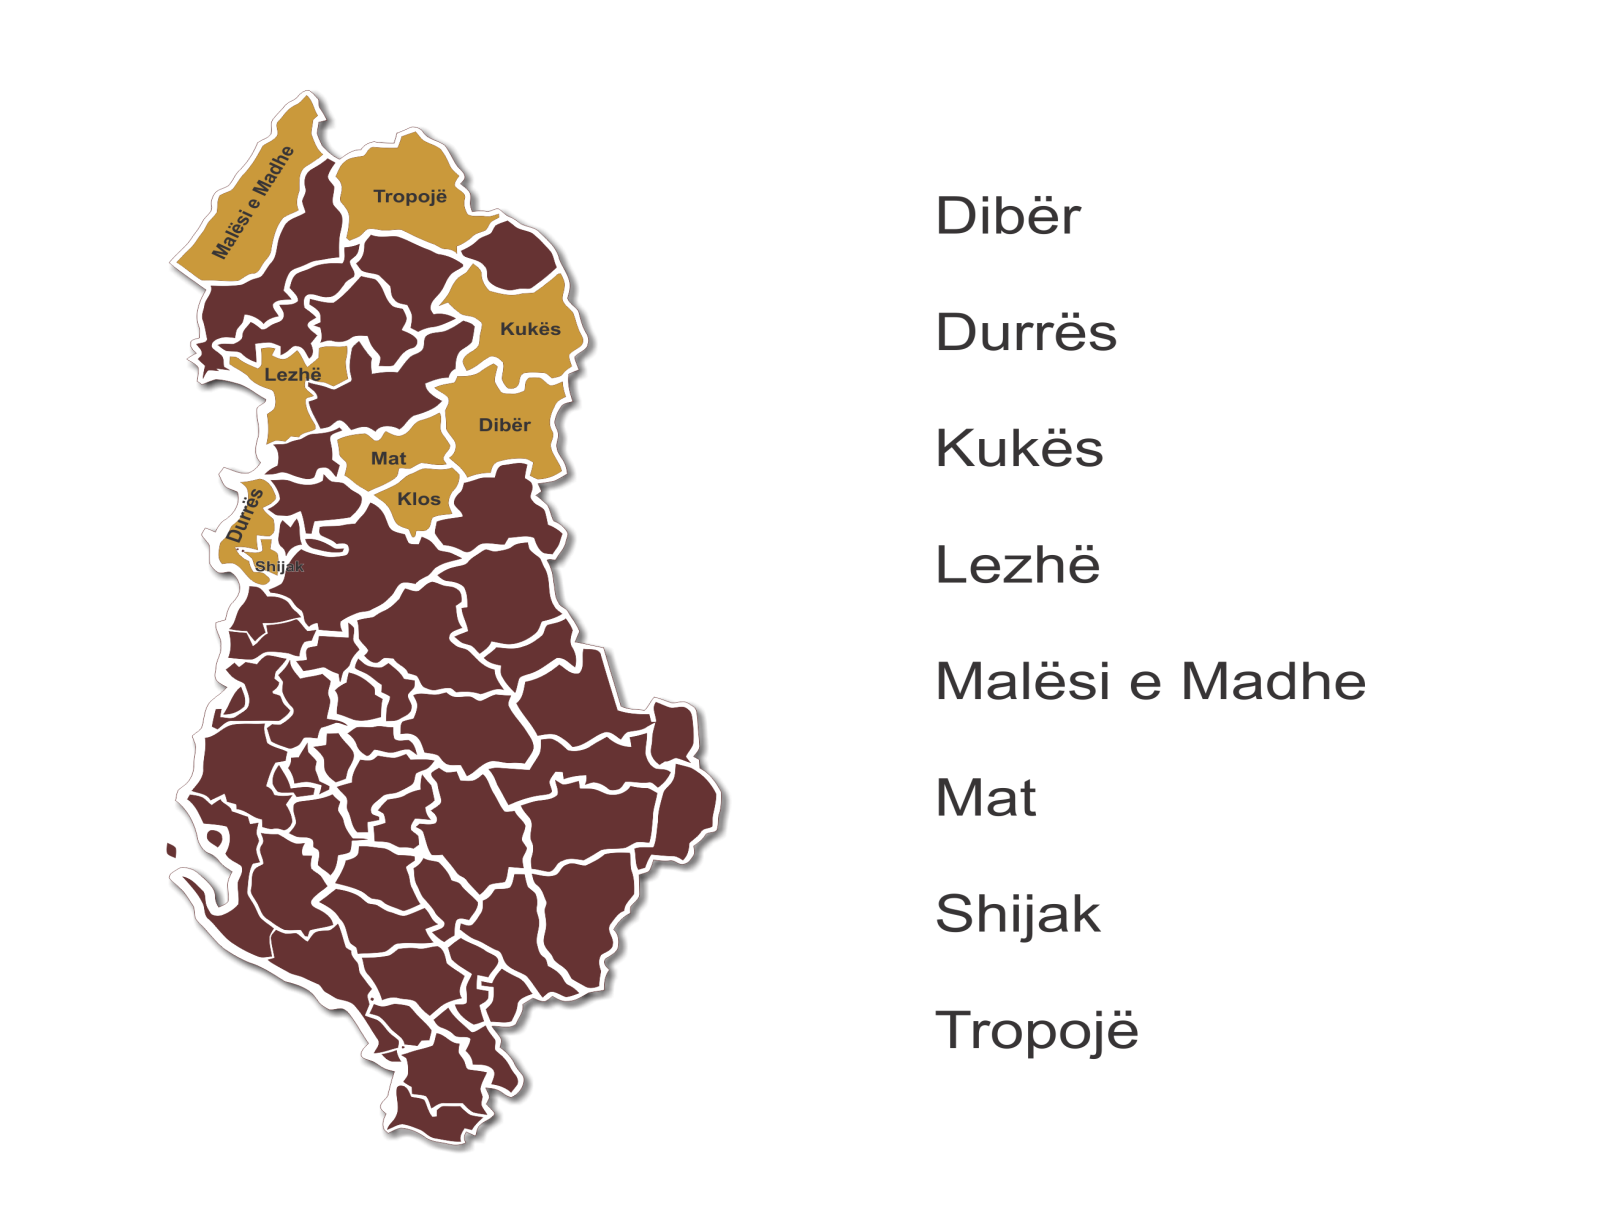 Malësi e Madhe
Tropojë
Kukës
Lezhë
Dibër
Mat
Klos
Durrës
Shijak
Dibër
Durrës
Kukës
Lezhë
Malësi e Madhe
Mat
Shijak
Tropojë